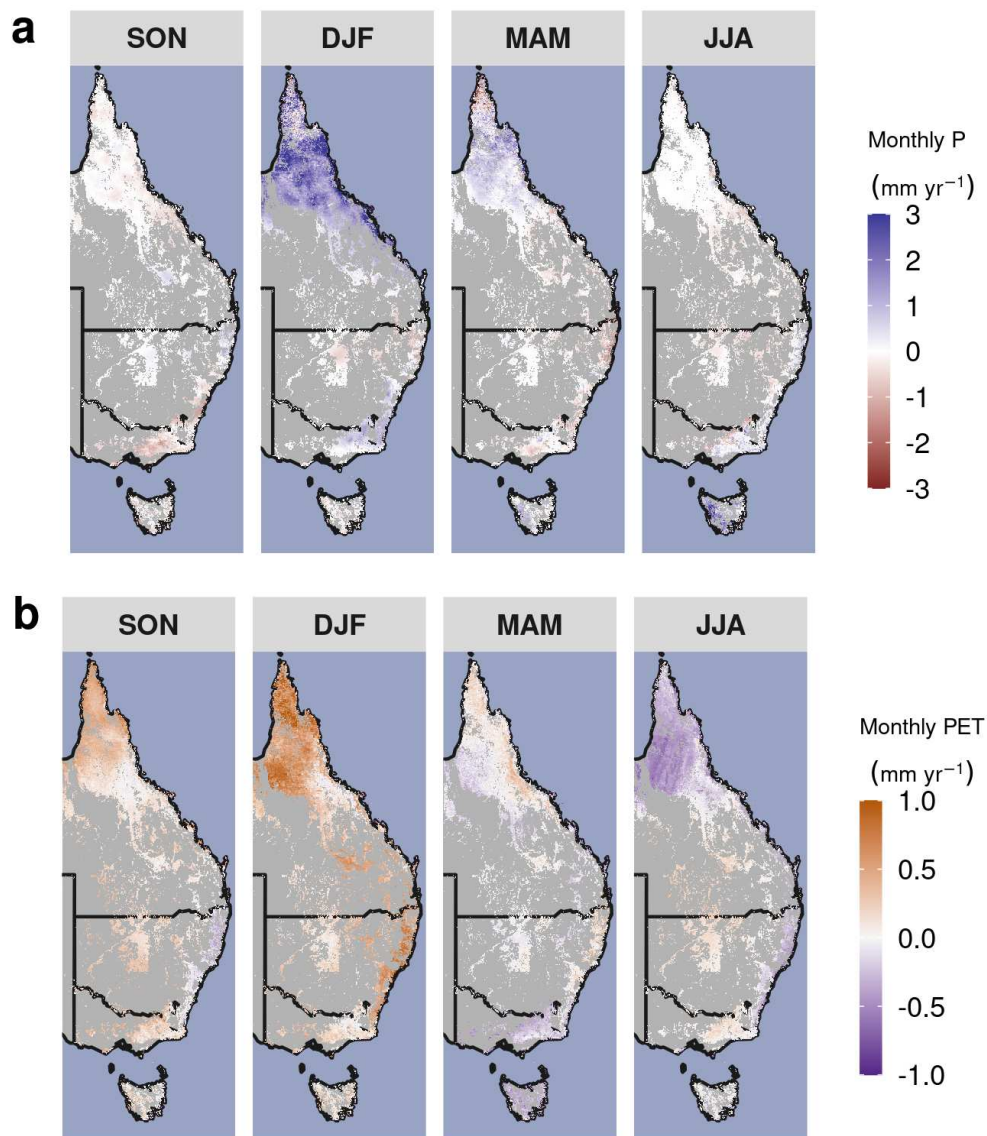 a
SON DJF MAM JJA
Monthly P
(mm yr⁻¹)
3
2
1
0
-1
-2
-3
b
SON DJF MAM JJA
Monthly PET
(mm yr⁻¹)
1.0
0.5
0.0
-0.5
-1.0